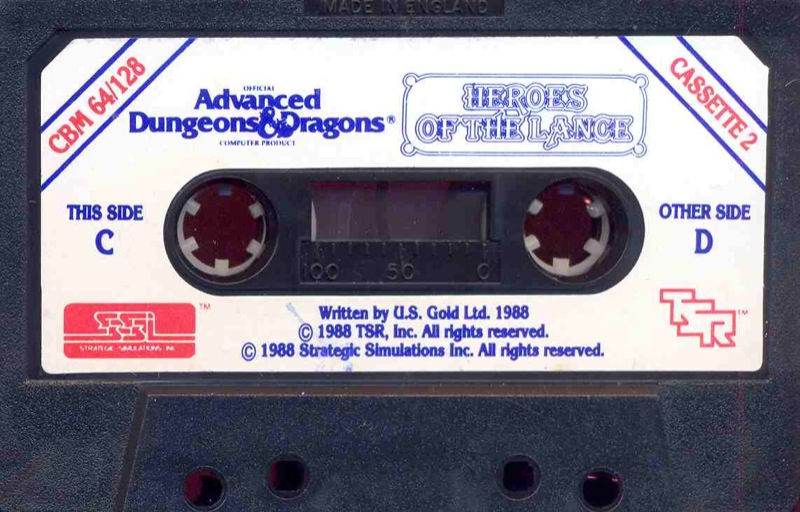 MADE IN ENGLAND
CBM 64/128
OFFICIAL
Advanced
Dungeons & Dragons®
COMPUTER PRODUCT
HEROES
OF THE LANCE
CASSETTE 2
THIS SIDE
C
OTHER SIDE
D
100 50 0
SSI ™
STRATEGIC SIMULATIONS INC
Written by U.S. Gold Ltd. 1988
© 1988 TSR, Inc. All rights reserved.
© 1988 Strategic Simulations Inc. All rights reserved.
TSR ™